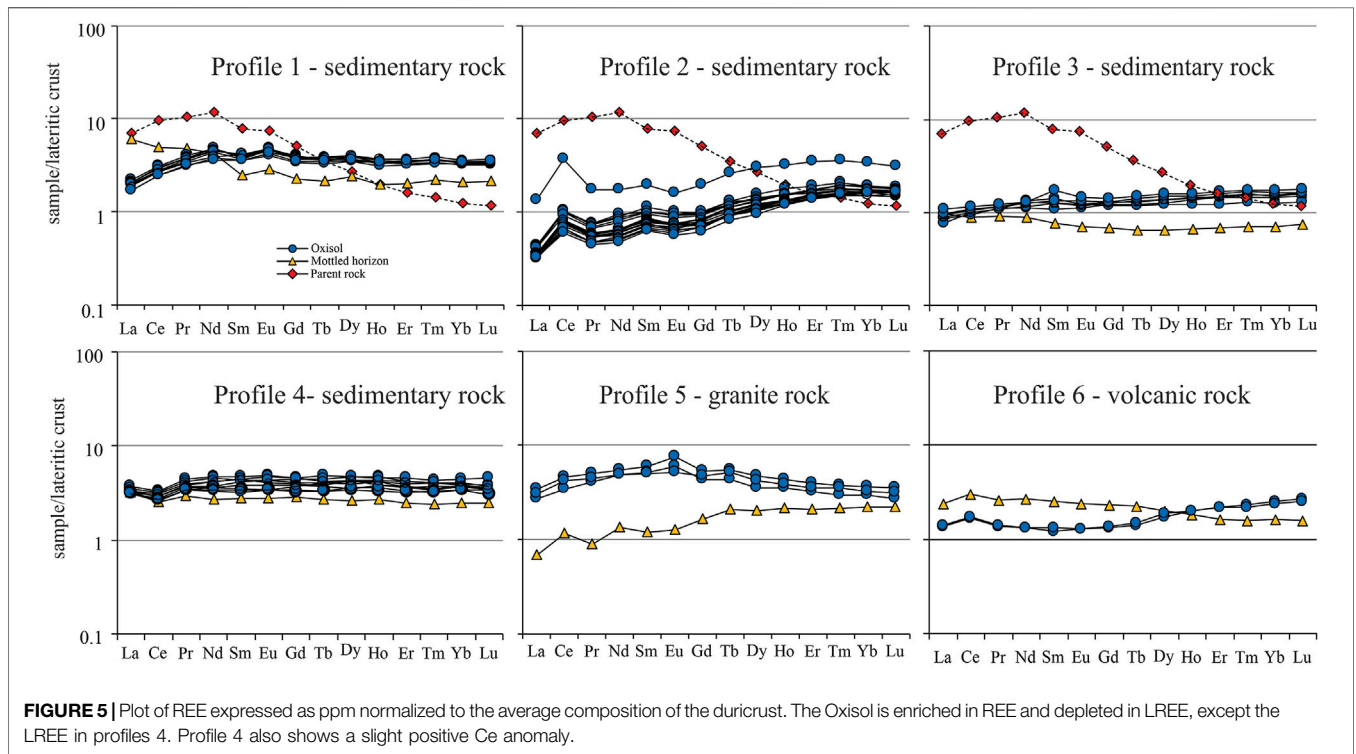 100
10
1
0.1
sample/lateritic crust
Profile 1 - sedimentary rock
Oxisol
Mottled horizon
Parent rock
La Ce Pr Nd Sm Eu Gd Tb Dy Ho Er Tm Yb Lu
Profile 2 - sedimentary rock
La Ce Pr Nd Sm Eu Gd Tb Dy Ho Er Tm Yb Lu
Profile 3 - sedimentary rock
La Ce Pr Nd Sm Eu Gd Tb Dy Ho Er Tm Yb Lu
100
10
1
0.1
sample/lateritic crust
Profile 4- sedimentary rock
La Ce Pr Nd Sm Eu Gd Tb Dy Ho Er Tm Yb Lu
Profile 5 - granite rock
La Ce Pr Nd Sm Eu Gd Tb Dy Ho Er Tm Yb Lu
Profile 6 - volcanic rock
La Ce Pr Nd Sm Eu Gd Tb Dy Ho Er Tm Yb Lu
FIGURE 5 | Plot of REE expressed as ppm normalized to the average composition of the duricrust. The Oxisol is enriched in REE and depleted in LREE, except the
LREE in profiles 4. Profile 4 also shows a slight positive Ce anomaly.